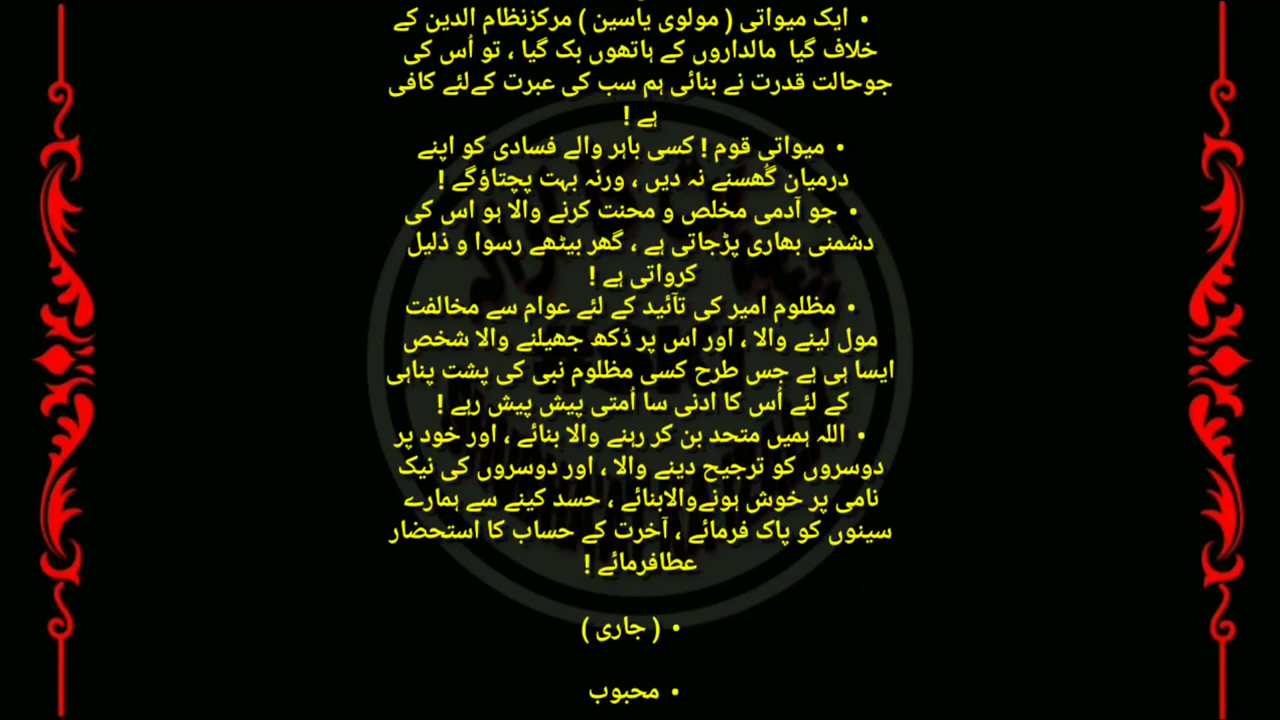 • ایک میواتی ( مولوی یاسین ) مرکزنظام الدین کے
خلاف گیا مالداروں کے ہاتھوں بک گیا ، تو اُس کی
جوحالت قدرت نے بنائی ہم سب کی عبرت کےلئے کافی
ہے !
• میواتی قوم ! کسی باہر والے فسادی کو اپنے
درمیان گُھسنے نہ دیں ، ورنہ بہت پچتاؤگے !
• جو آدمی مخلص و محنت کرنے والا ہو اس کی
دشمنی بھاری پڑجاتی ہے ، گھر بیٹھے رسوا و ذلیل
کرواتی ہے !
• مظلوم امیر کی تآئید کے لئے عوام سے مخالفت
مول لینے والا ، اور اس پر دُکھ جھیلنے والا شخص
ایسا ہی ہے جس طرح کسی مظلوم نبی کی پشت پناہی
کے لئے اُس کا ادنی سا اُمتی پیش پیش رہے !
• اللہ ہمیں متحد بن کر رہنے والا بنائے ، اور خود پر
دوسروں کو ترجیح دینے والا ، اور دوسروں کی نیک
نامی پر خوش ہونےوالابنائے ، حسد کینے سے ہمارے
سینوں کو پاک فرمائے ، آخرت کے حساب کا استحضار
عطافرمائے !
• ( جاری )
• محبوب